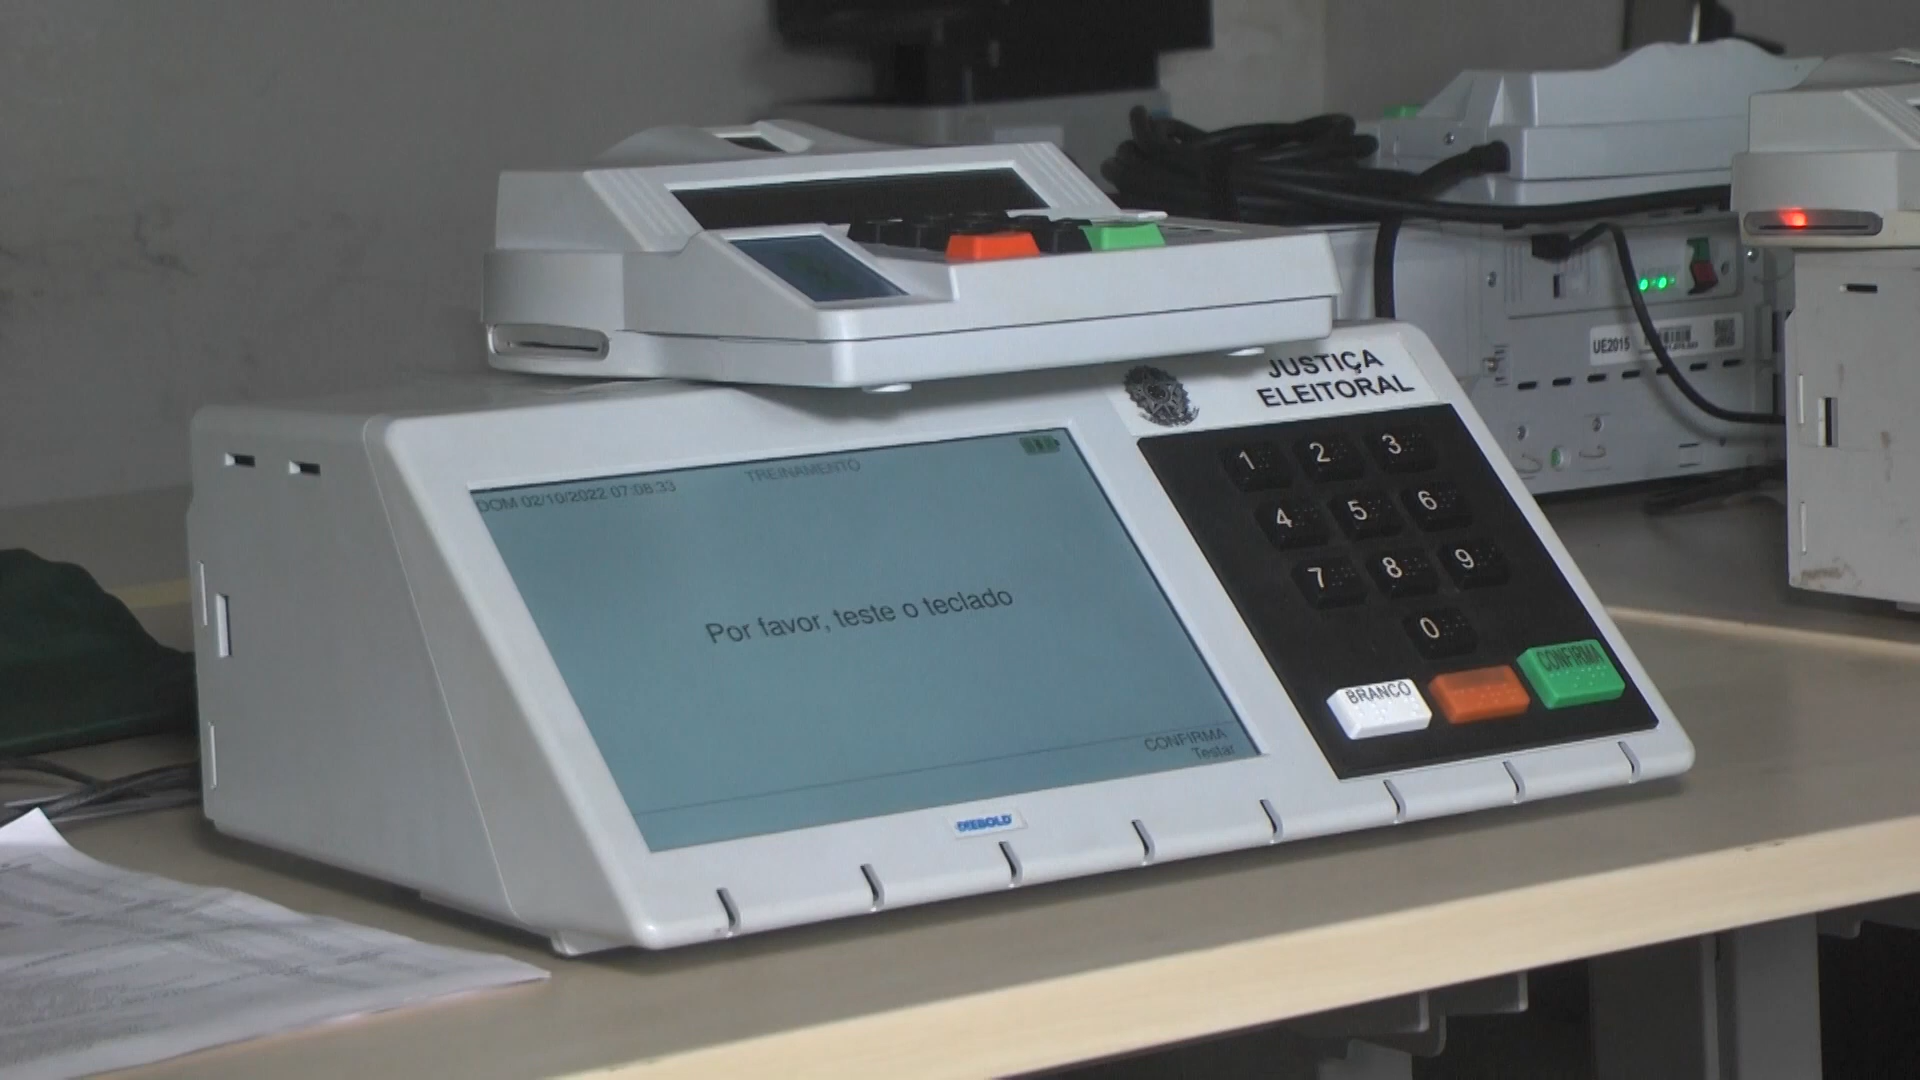 JUSTIÇA
ELEITORAL
TREINAMENTO
DOM 02/10/2022 07:08:33
Por favor, teste o teclado
CONFIRMA
Testar
DIEBOLD
1 2 3
4 5 6
7 8 9
0
BRANCO
CONFIRMA
UE2015